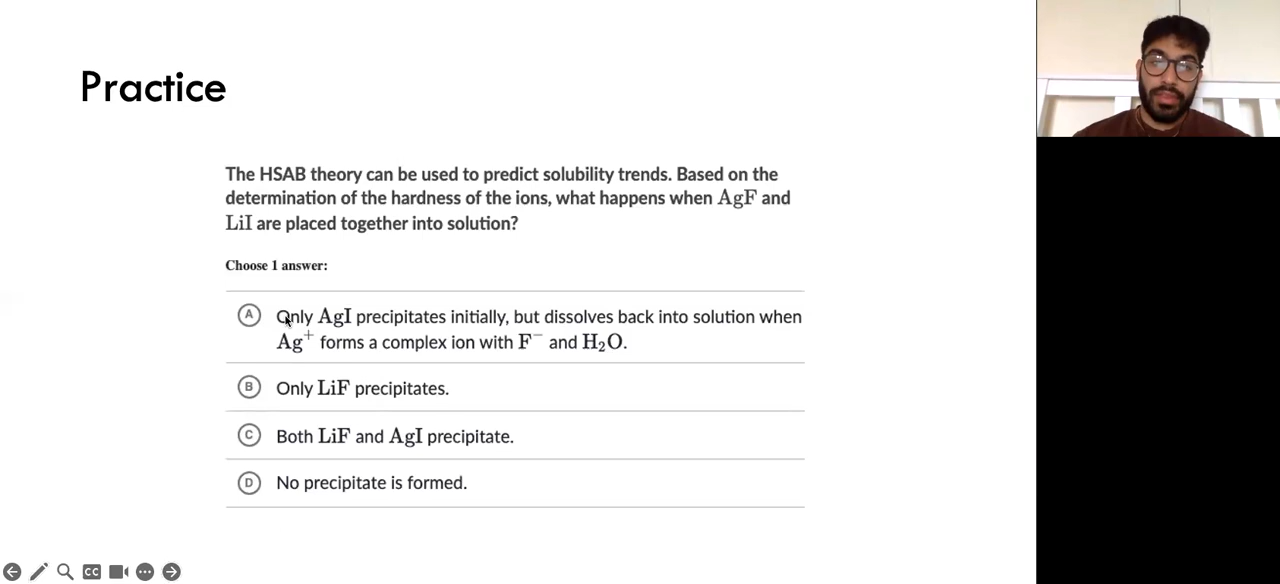 Practice
The HSAB theory can be used to predict solubility trends. Based on the
determination of the hardness of the ions, what happens when AgF and
LiI are placed together into solution?
Choose 1 answer:
A Only AgI precipitates initially, but dissolves back into solution when
Ag⁺ forms a complex ion with F⁻ and H₂O.
B Only LiF precipitates.
C Both LiF and AgI precipitate.
D No precipitate is formed.
CC